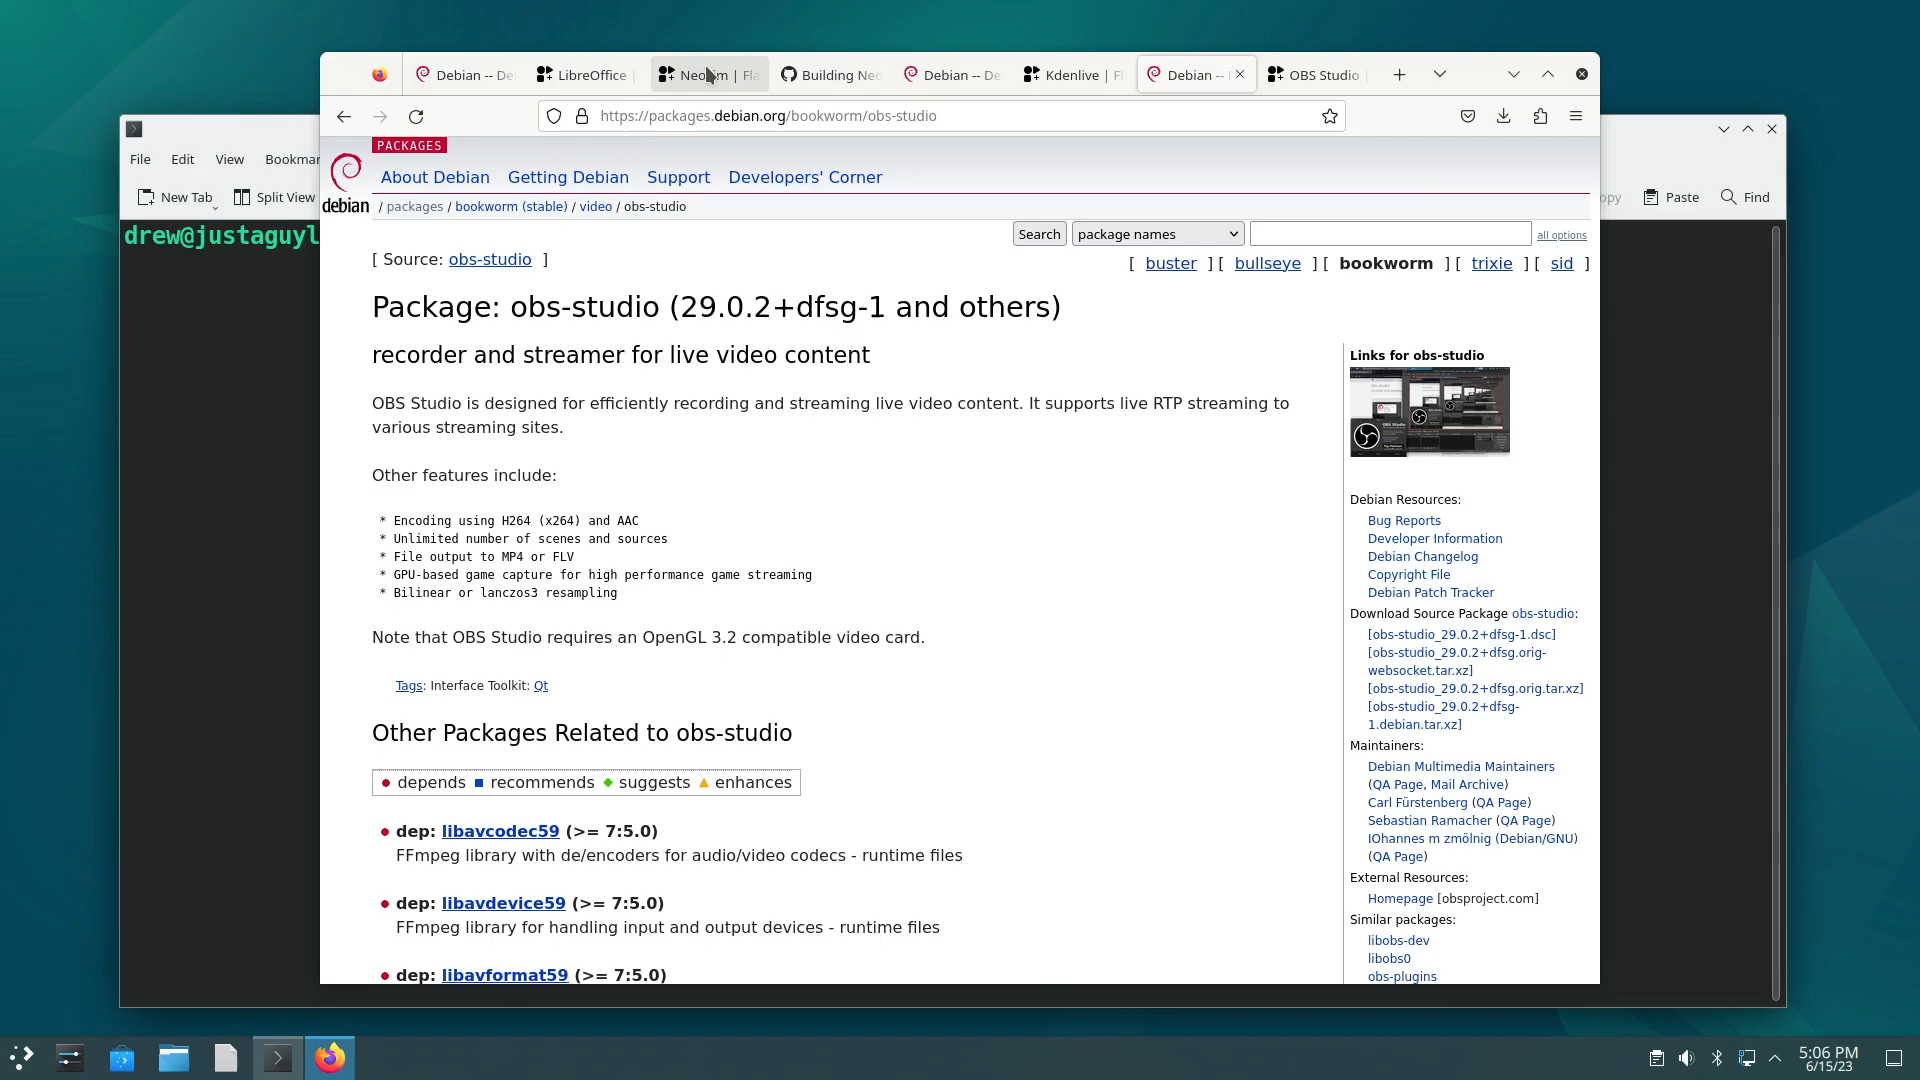 Debian -- De
LibreOffice
Neovim | Fla
Building Neo
Debian -- De
Kdenlive | F
Debian --
OBS Studio
https://packages.debian.org/bookworm/obs-studio
File Edit View Bookmar
New Tab Split View
opy Paste Find
drew@justaguyl
PACKAGES
debian
About Debian Getting Debian Support Developers' Corner
/ packages / bookworm (stable) / video / obs-studio
Search package names all options
[ Source: obs-studio ]
[ buster ] [ bullseye ] [ bookworm ] [ trixie ] [ sid ]
Package: obs-studio (29.0.2+dfsg-1 and others)
recorder and streamer for live video content
OBS Studio is designed for efficiently recording and streaming live video content. It supports live RTP streaming to
various streaming sites.
Other features include:
* Encoding using H264 (x264) and AAC
* Unlimited number of scenes and sources
* File output to MP4 or FLV
* GPU-based game capture for high performance game streaming
* Bilinear or lanczos3 resampling
Note that OBS Studio requires an OpenGL 3.2 compatible video card.
Tags: Interface Toolkit: Qt
Other Packages Related to obs-studio
depends recommends suggests enhances
dep: libavcodec59 (>= 7:5.0)
FFmpeg library with de/encoders for audio/video codecs - runtime files
dep: libavdevice59 (>= 7:5.0)
FFmpeg library for handling input and output devices - runtime files
dep: libavformat59 (>= 7:5.0)
Links for obs-studio
Debian Resources:
Bug Reports
Developer Information
Debian Changelog
Copyright File
Debian Patch Tracker
Download Source Package obs-studio:
[obs-studio_29.0.2+dfsg-1.dsc]
[obs-studio_29.0.2+dfsg.orig-
websocket.tar.xz]
[obs-studio_29.0.2+dfsg.orig.tar.xz]
[obs-studio_29.0.2+dfsg-
1.debian.tar.xz]
Maintainers:
Debian Multimedia Maintainers
(QA Page, Mail Archive)
Carl Fürstenberg (QA Page)
Sebastian Ramacher (QA Page)
IOhannes m zmölnig (Debian/GNU)
(QA Page)
External Resources:
Homepage [obsproject.com]
Similar packages:
libobs-dev
libobs0
obs-plugins
5:06 PM
6/15/23